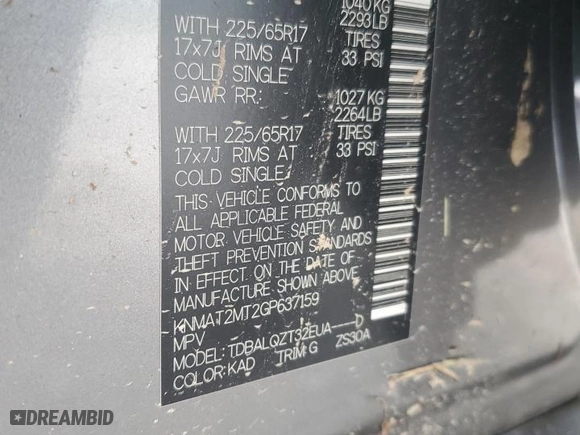 1040 KG
2293 LB
WITH 225/65R17 TIRES
17x7J RIMS AT 33 PSI
COLD SINGLE
GAWR RR: 1027 KG
2264 LB
WITH 225/65R17 TIRES
17x7J RIMS AT 33 PSI
COLD SINGLE
THIS VEHICLE CONFORMS TO
ALL APPLICABLE FEDERAL
MOTOR VEHICLE SAFETY AND
THEFT PREVENTION STANDARDS
IN EFFECT ON THE DATE OF
MANUFACTURE SHOWN ABOVE
KNMAT2MT2GP637159
MPV
MODEL: TDBALQZT32EUA----D
COLOR: KAD TRIM: G ZS30A
DREAMBID